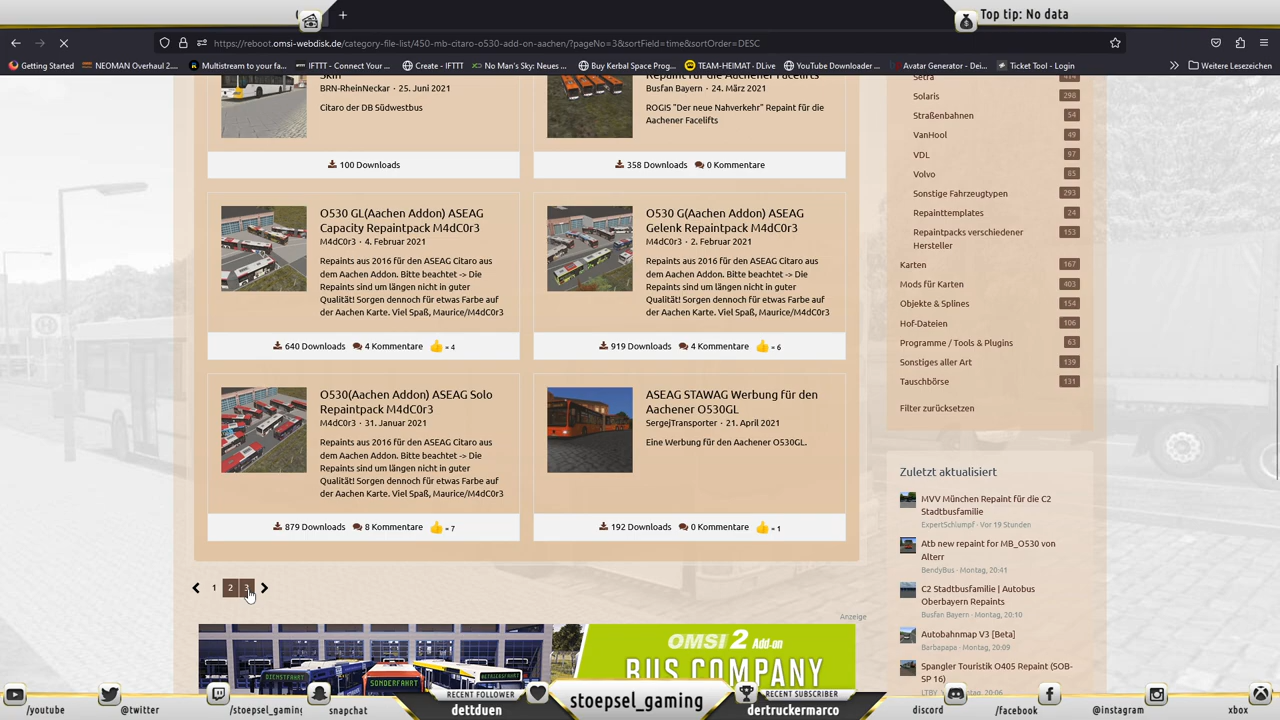 Top tip: No data
https://reboot.omsi-webdisk.de/category-file-list/450-mb-citaro-o530-add-on-aachen/?pageNo=3&sortField=time&sortOrder=DESC
Getting Started
NEOMAN Overhaul 2....
Multistream to your fa...
IFTTT - Connect Your ...
Create - IFTTT
No Man's Sky: Neues ...
Buy Kerbal Space Prog...
TEAM-HEIMAT - DLive
YouTube Downloader ...
Avatar Generator - Dei...
Ticket Tool - Login
Weitere Lesezeichen
Skin
BRN-Rheinneckar · 25. Juni 2021
Citaro der DB Südwestbus
100 Downloads
Repaint für die Aachener Facelifts
Busfan Bayern · 24. März 2021
ROGIS "Der neue Nahverkehr" Repaint für die
Aachener Facelifts
358 Downloads 0 Kommentare
O530 GL(Aachen Addon) ASEAG
Capacity Repaintpack M4dC0r3
M4dC0r3 · 4. Februar 2021
Repaints aus 2016 für den ASEAG Citaro aus
dem Aachen Addon. Bitte beachtet -> Die
Repaints sind um längen nicht in guter
Qualität! Sorgen dennoch für etwas Farbe auf
der Aachen Karte. Viel Spaß, Maurice/M4dC0r3
640 Downloads 4 Kommentare = 4
O530 G(Aachen Addon) ASEAG
Gelenk Repaintpack M4dC0r3
M4dC0r3 · 2. Februar 2021
Repaints aus 2016 für den ASEAG Citaro aus
dem Aachen Addon. Bitte beachtet -> Die
Repaints sind um längen nicht in guter
Qualität! Sorgen dennoch für etwas Farbe auf
der Aachen Karte. Viel Spaß, Maurice/M4dC0r3
919 Downloads 4 Kommentare = 6
O530(Aachen Addon) ASEAG Solo
Repaintpack M4dC0r3
M4dC0r3 · 31. Januar 2021
Repaints aus 2016 für den ASEAG Citaro aus
dem Aachen Addon. Bitte beachtet -> Die
Repaints sind um längen nicht in guter
Qualität! Sorgen dennoch für etwas Farbe auf
der Aachen Karte. Viel Spaß, Maurice/M4dC0r3
879 Downloads 8 Kommentare = 7
ASEAG STAWAG Werbung für den
Aachener O530GL
SergejTransporter · 21. April 2021
Eine Werbung für den Aachener O530GL.
192 Downloads 0 Kommentare = 1
1 2 3
Anzeige
DIENSTFAHRT
SONDERFAHRT
BETRIEBSFAHRT
OMSI 2 Add-on
BUS COMPANY
Setra 414
Solaris 298
Straßenbahnen 54
VanHool 49
VDL 97
Volvo 85
Sonstige Fahrzeugtypen 293
Repainttemplates 24
Repaintpacks verschiedener 153
Hersteller
Karten 167
Mods für Karten 403
Objekte & Splines 154
Hof-Dateien 106
Programme / Tools & Plugins 63
Sonstiges aller Art 139
Tauschbörse 131
Filter zurücksetzen
Zuletzt aktualisiert
MVV München Repaint für die C2
Stadtbusfamilie
ExpertSchlumpf · Vor 19 Stunden
Atb new repaint for MB_O530 von
Alterr
BendyBus · Montag, 20:41
C2 Stadtbusfamilie | Autobus
Oberbayern Repaints
Busfan Bayern · Montag, 20:10
Autobahnmap V3 [Beta]
Barbapapa · Montag, 20:09
Spangler Touristik O405 Repaint (SOB-
SP 16)
LTBY · Montag, 20:06
/youtube
@twitter
/stoepsel_gaming
snapchat
RECENT FOLLOWER
dettduen
stoepsel_gaming
RECENT SUBSCRIBER
dertruckermarco
discord
/facebook
@instagram
xbox